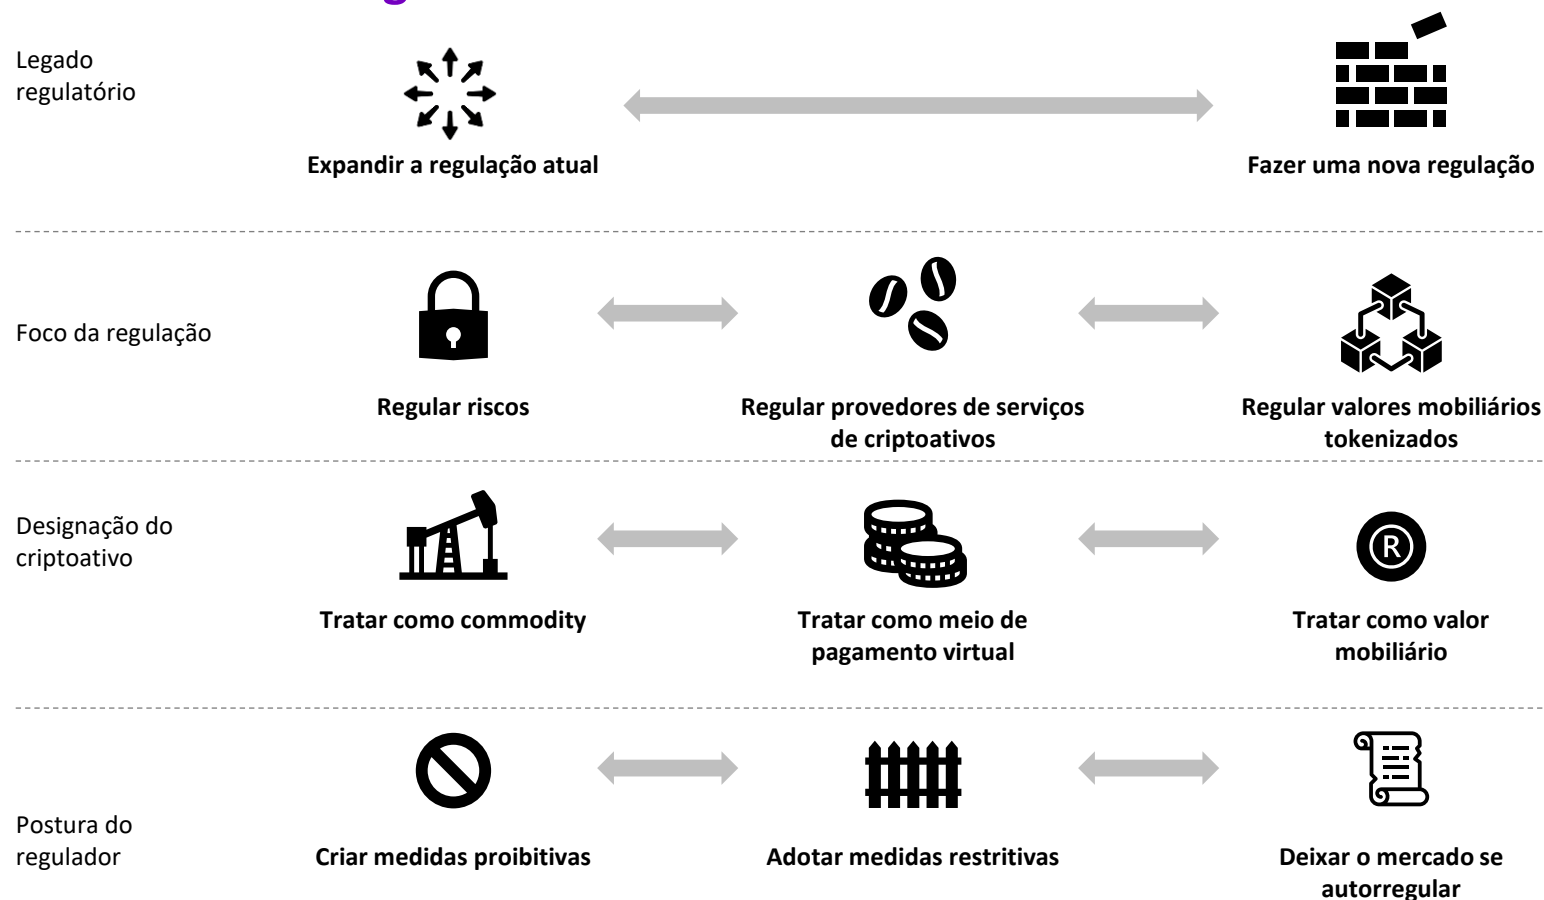 Legado
regulatório
Expandir a regulação atual
Fazer uma nova regulação
Foco da regulação
Regular riscos
Regular provedores de serviços
de criptoativos
Regular valores mobiliários
tokenizados
Designação do
criptoativo
Tratar como commodity
Tratar como meio de
pagamento virtual
R
Tratar como valor
mobiliário
Postura do
regulador
Criar medidas proibitivas
Adotar medidas restritivas
Deixar o mercado se
autorregular